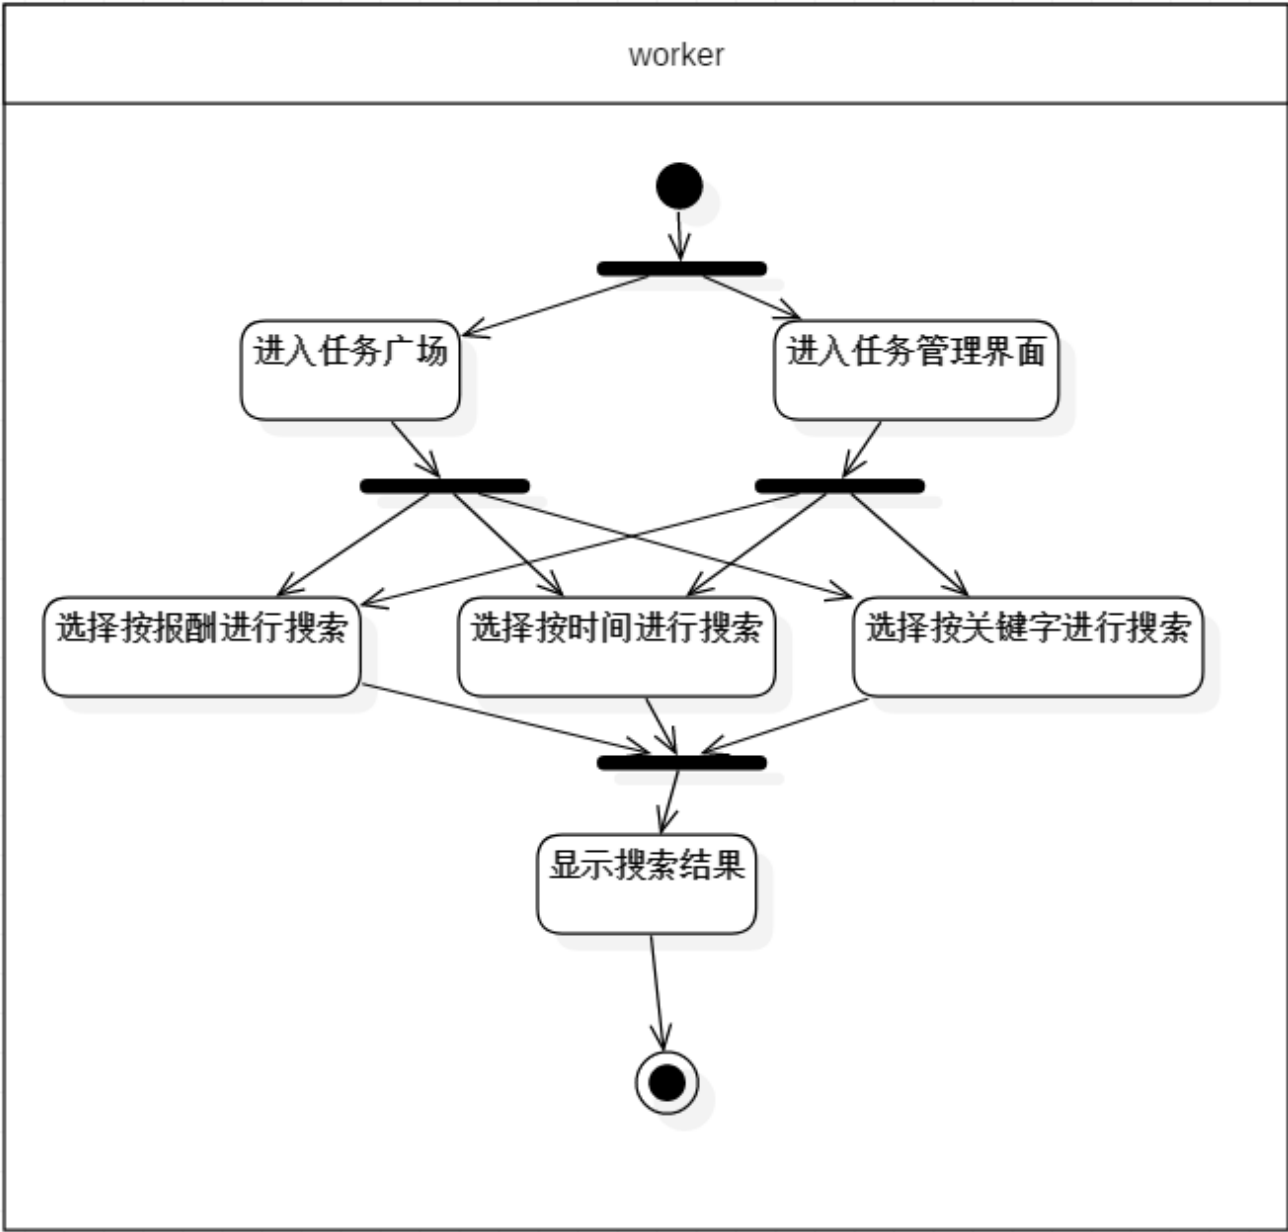 worker
进入任务广场
进入任务管理界面
选择按报酬进行搜索
选择按时间进行搜索
选择按关键字进行搜索
显示搜索结果